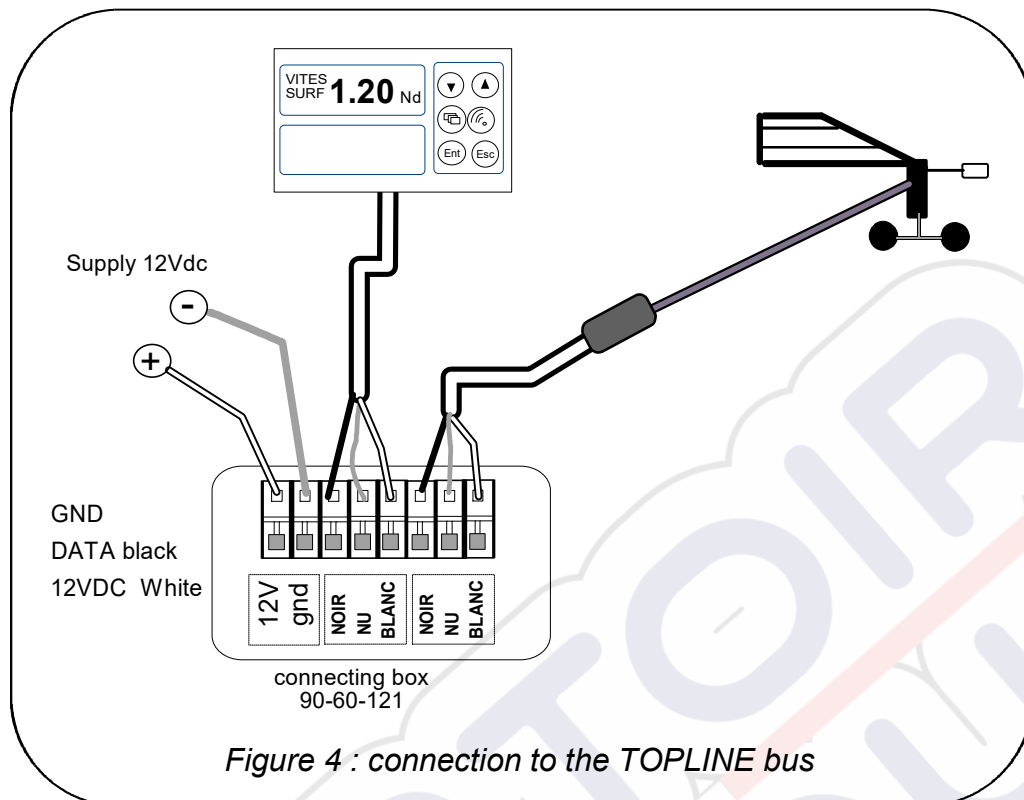 VITES
SURF 1.20 Nd
Ent Esc
Supply 12Vdc
-
+
GND
DATA black
12VDC White
12V
gnd
NOIR
NU
BLANC
NOIR
NU
BLANC
connecting box
90-60-121
Figure 4 : connection to the TOPLINE bus